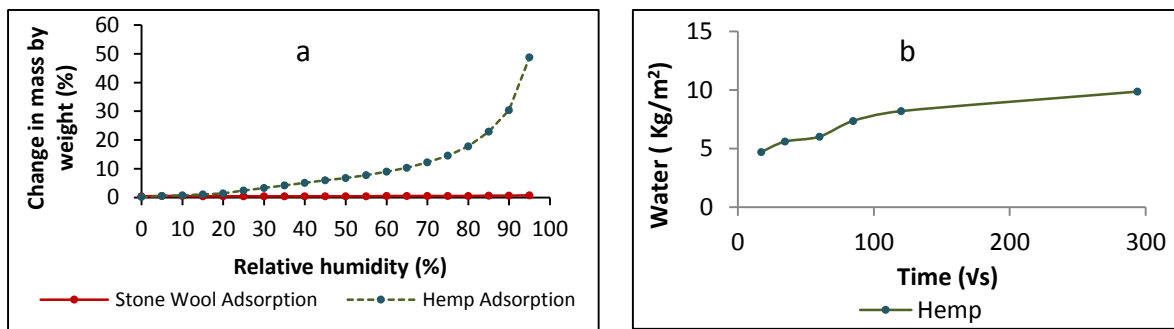 a
Change in mass by
weight (%)
60
50
40
30
20
10
0
0 10 20 30 40 50 60 70 80 90 100
Relative humidity (%)
Stone Wool Adsorption Hemp Adsorption
b
Water ( Kg/m²)
15
10
5
0
0 100 200 300
Time (√s)
Hemp